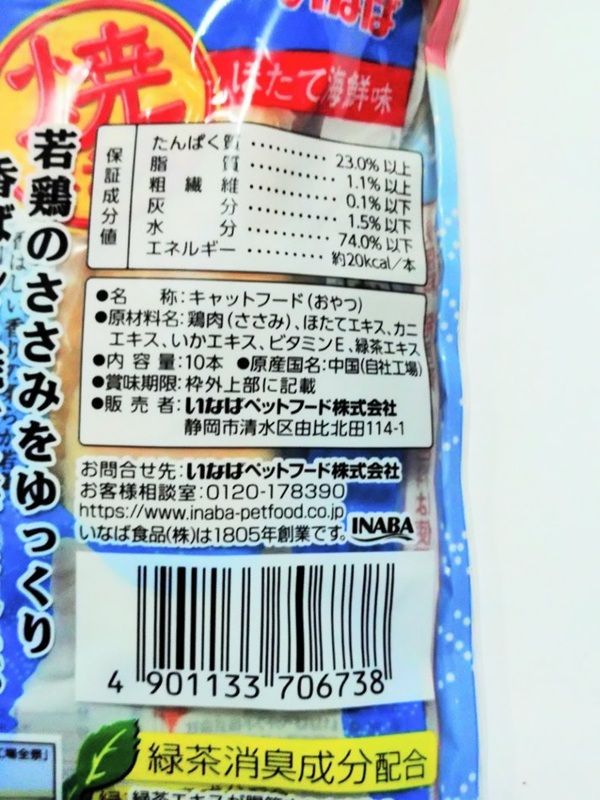 いなば
焼
ほたて海鮮味
若鶏のささみをゆっくり
保証成分値
たんぱく質 ………… 23.0%以上
脂質 ………… 1.1%以上
粗繊維 ………… 0.1%以下
灰分 ………… 1.5%以下
水分 ………… 74.0%以下
エネルギー ………… 約20kcal/本
●名 称:キャットフード(おやつ)
●原材料名:鶏肉(ささみ)、ほたてエキス、カニ
エキス、いかエキス、ビタミンE、緑茶エキス
●内 容 量:10本 ●原産国名:中国(自社工場)
●賞味期限:枠外上部に記載
●販 売 者:いなばペットフード株式会社
静岡市清水区由比北田114-1
お問合せ先:いなばペットフード株式会社
お客様相談室:0120-178390
https://www.inaba-petfood.co.jp
いなば食品(株)は1805年創業です。 INABA
4 901133 706738
工場全景」
緑茶消臭成分配合